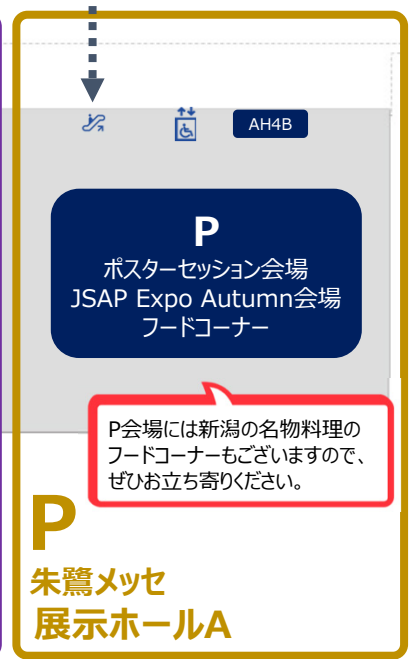 AH4B
P
ポスターセッション会場
JSAP Expo Autumn会場
フードコーナー
P会場には新潟の名物料理の
フードコーナーもございますので、
ぜひお立ち寄りください。
P
朱鷺メッセ
展示ホールA